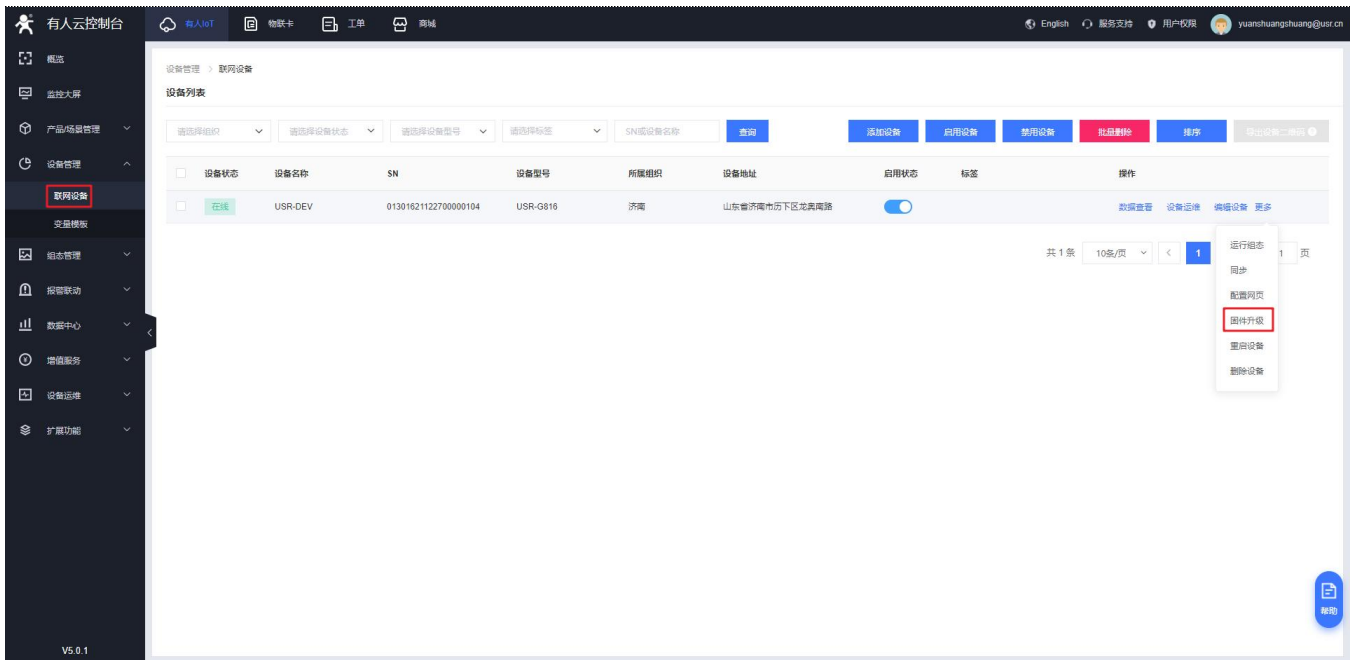 有人云控制台 有人IoT 物联卡 工单 商城 English 服务支持 用户权限 yuanshuangshuang@usr.cn
概览
监控大屏
产品/场景管理
设备管理
联网设备
变量模板
组态管理
报警联动
数据中心
增值服务
设备运维
扩展功能
V5.0.1
设备管理 > 联网设备
设备列表
请选择组织 请选择设备状态 请选择设备型号 请选择标签 SN或设备名称 查询 添加设备 启用设备 禁用设备 批量删除 排序 导出设备二维码
设备状态 设备名称 SN 设备型号 所属组织 设备地址 启用状态 标签 操作
在线 USR-DEV 01301621122700000104 USR-G816 济南 山东省济南市历下区龙奥南路 数据查看 设备运维 编辑设备 更多
共1条 10条/页 < 1 1 页
运行组态
同步
配置网页
固件升级
重启设备
删除设备
帮助